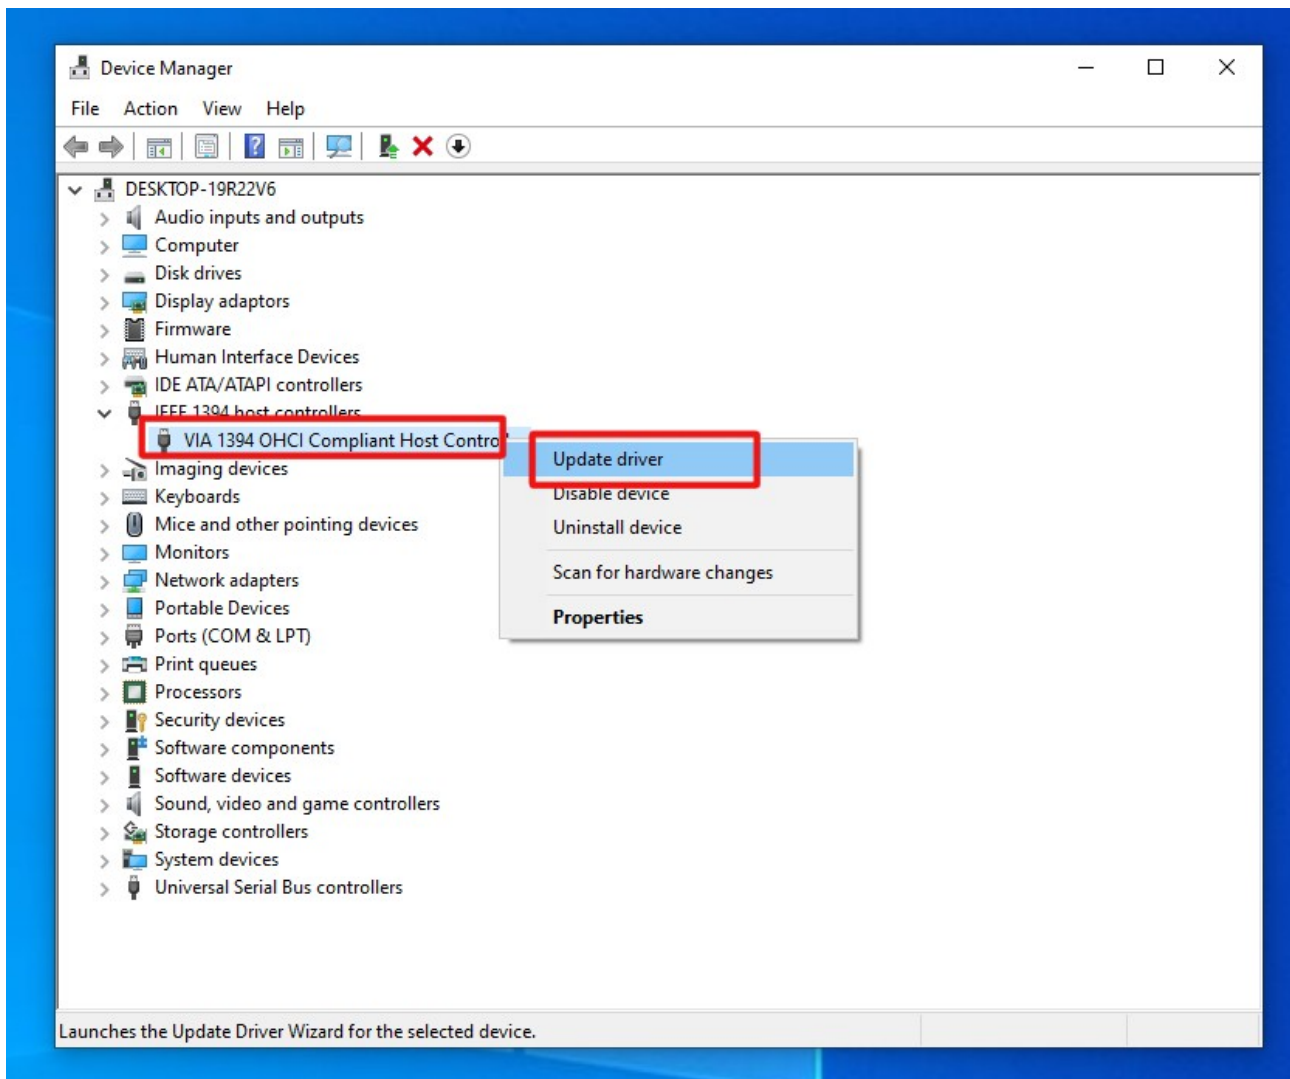 Device Manager
File Action View Help
DESKTOP-19R22V6
Audio inputs and outputs
Computer
Disk drives
Display adaptors
Firmware
Human Interface Devices
IDE ATA/ATAPI controllers
IEEE 1394 host controllers
VIA 1394 OHCI Compliant Host
Update driver
Imaging devices
Keyboards
Disable device
Mice and other pointing devices
Uninstall device
Monitors
Network adapters
Scan for hardware changes
Portable Devices
Properties
Ports (COM & LPT)
Print queues
Processors
Security devices
Software components
Software devices
Sound, video and game controllers
Storage controllers
System devices
Universal Serial Bus controllers
Launches the Update Driver Wizard for the selected device.